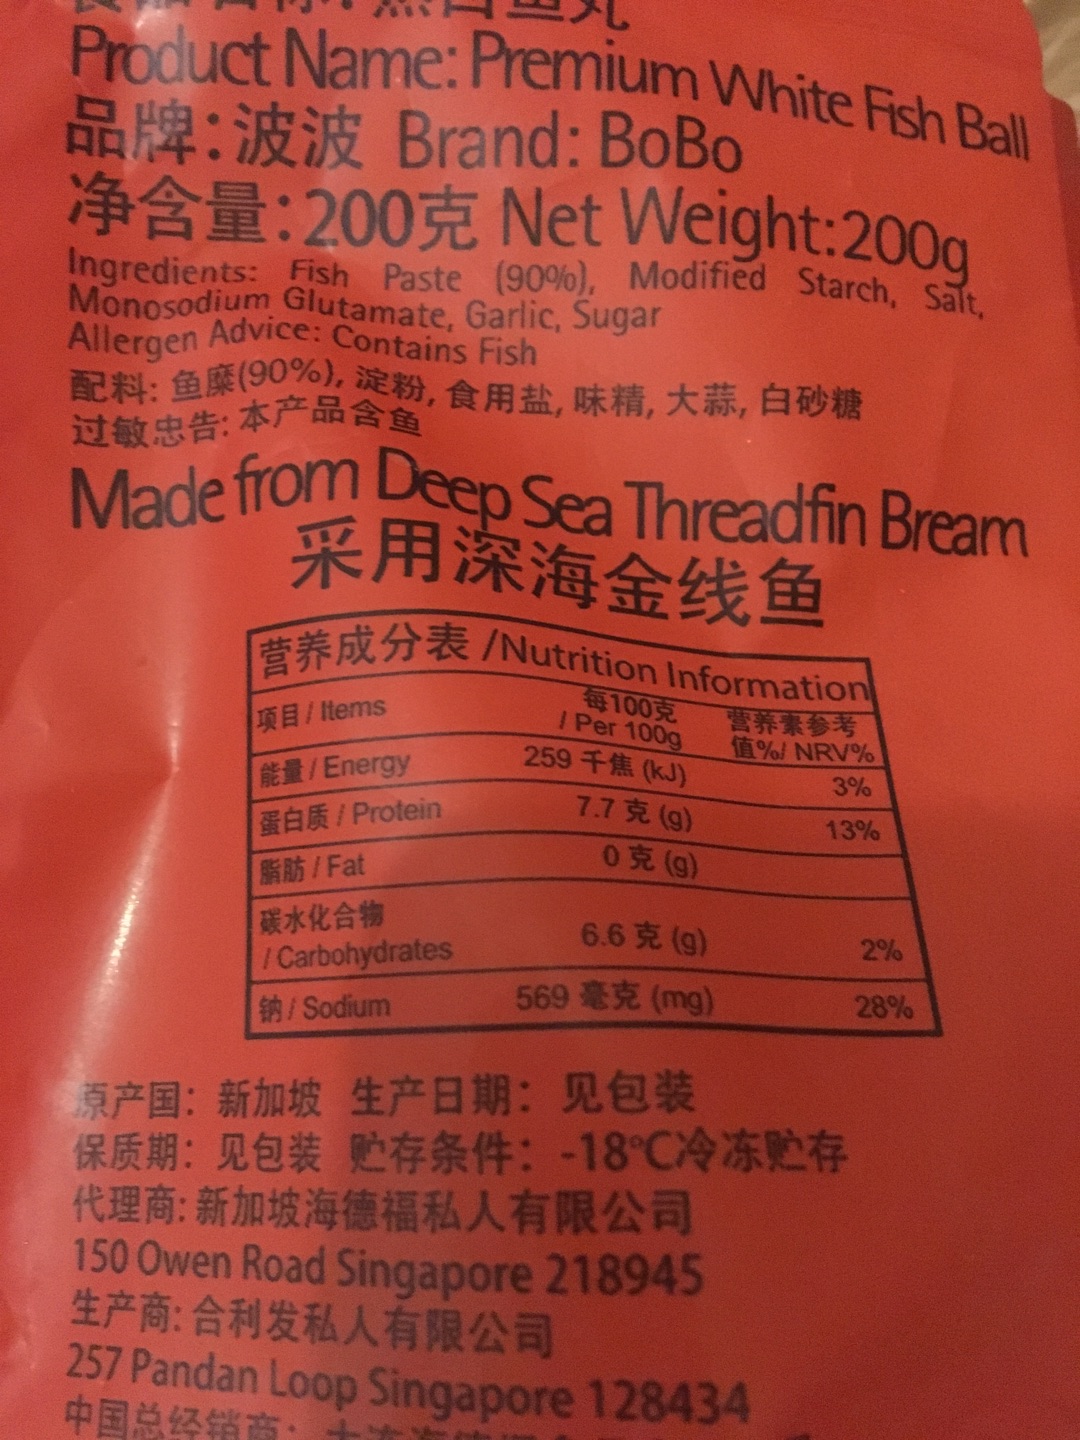 Product Name: Premium White Fish Ball
品牌：波波 Brand: BoBo
净含量：200克 Net Weight:200g
Ingredients: Fish Paste (90%), Modified Starch, Salt,
Monosodium Glutamate, Garlic, Sugar
Allergen Advice: Contains Fish
配料: 鱼糜(90%), 淀粉, 食用盐, 味精, 大蒜, 白砂糖
过敏忠告: 本产品含鱼
Made from Deep Sea Threadfin Bream
采用深海金线鱼
营养成分表 /Nutrition Information
项目 / Items 每100克 / Per 100g 营养素参考值%/ NRV%
能量 / Energy 259 千焦 (kJ) 3%
蛋白质 / Protein 7.7 克 (g) 13%
脂肪 / Fat 0 克 (g)
碳水化合物 / Carbohydrates 6.6 克 (g) 2%
钠 / Sodium 569 毫克 (mg) 28%
原产国：新加坡 生产日期：见包装
保质期：见包装 贮存条件：-18℃冷冻贮存
代理商: 新加坡海德福私人有限公司
150 Owen Road Singapore 218945
生产商: 合利发私人有限公司
257 Pandan Loop Singapore 128434
中国总经销商：